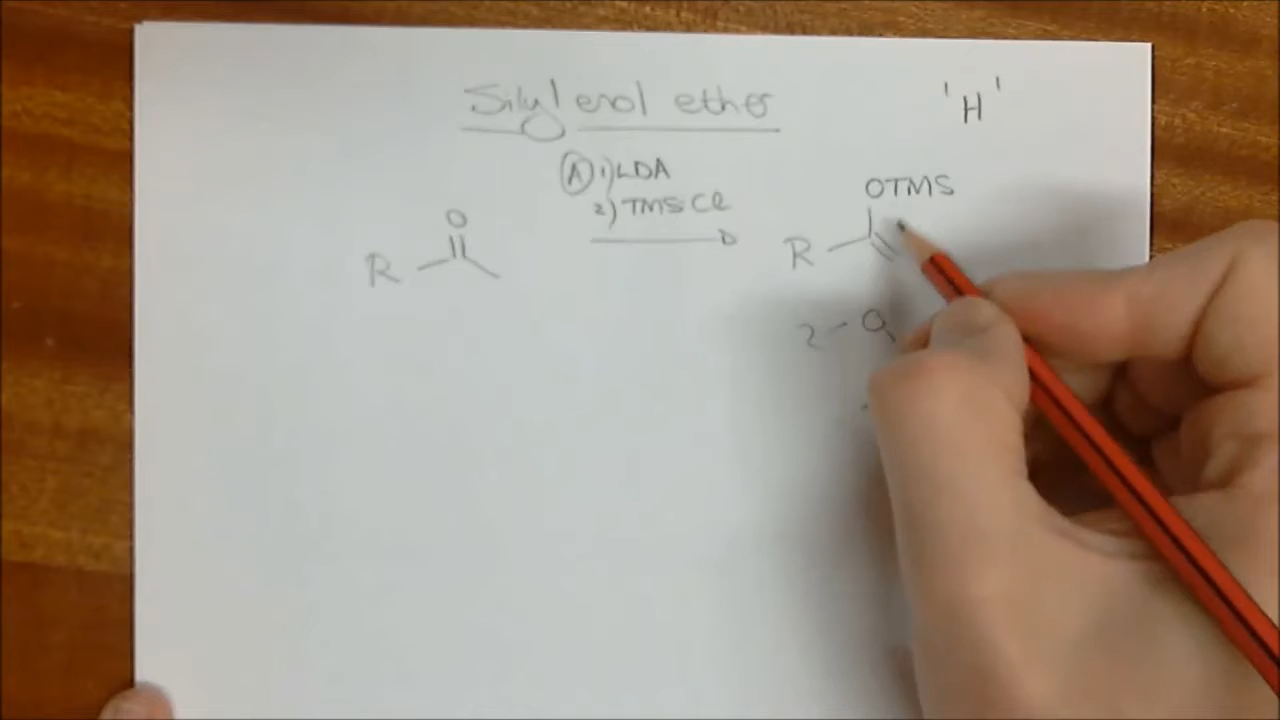 Silyl enol ether
'H'
A 1) LDA
2) TMSCl
O
OTMS
R
R
O